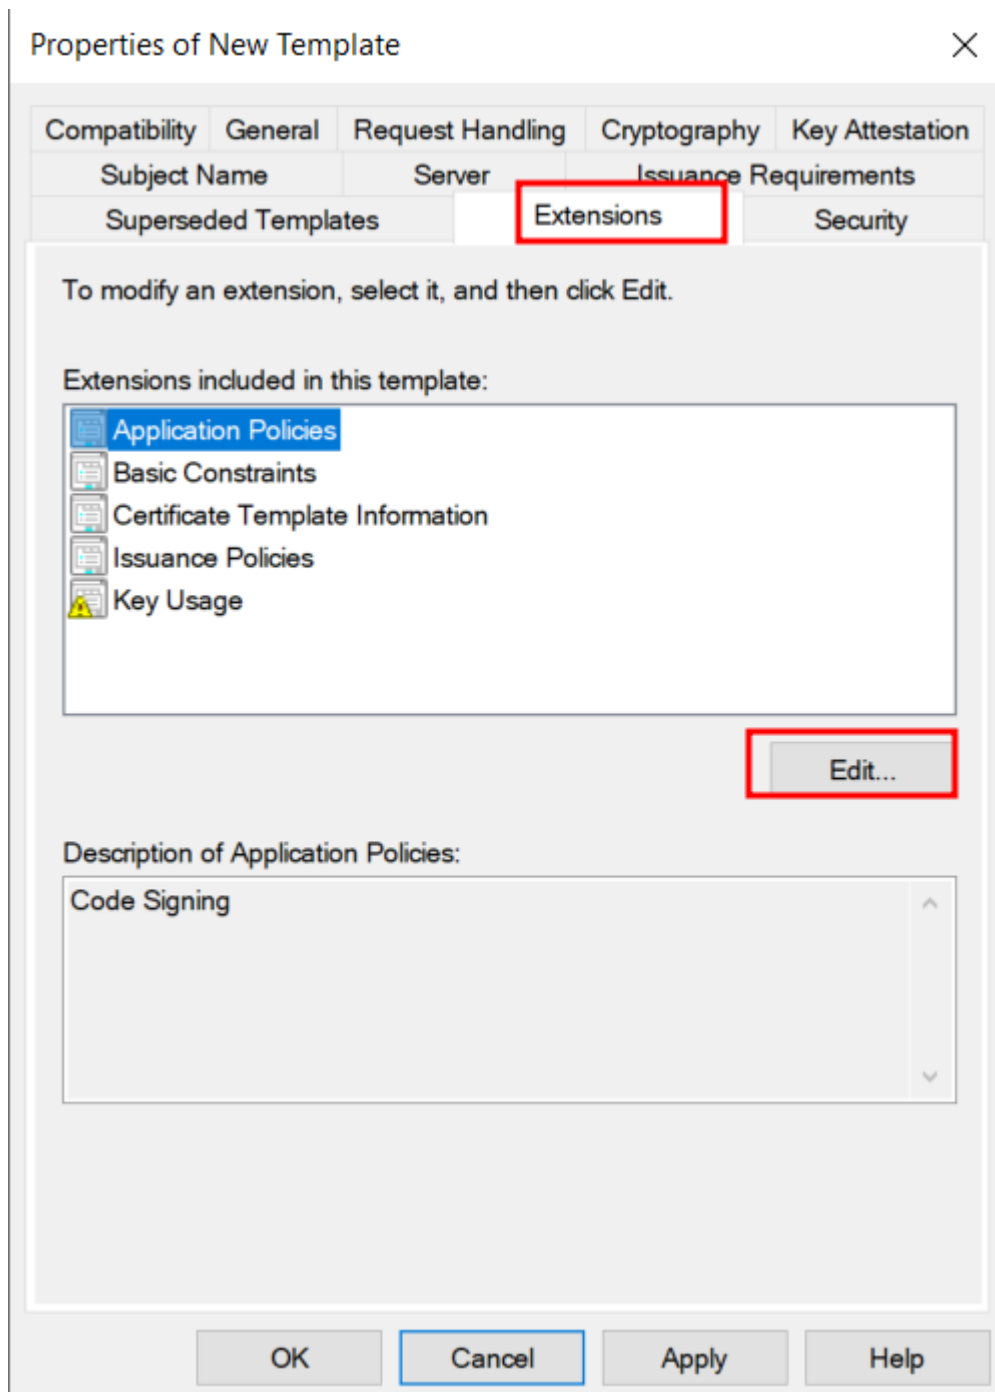 Properties of New Template
Compatibility General Request Handling Cryptography Key Attestation
Subject Name Server Issuance Requirements
Superseded Templates Extensions Security
To modify an extension, select it, and then click Edit.
Extensions included in this template:
Application Policies
Basic Constraints
Certificate Template Information
Issuance Policies
Key Usage
Edit...
Description of Application Policies:
Code Signing
OK Cancel Apply Help